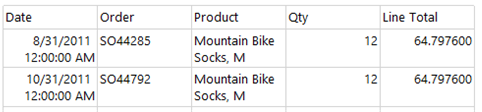 Date Order Product Qty Line Total
8/31/2011 SO44285 Mountain Bike 12 64.797600
12:00:00 AM Socks, M
10/31/2011 SO44792 Mountain Bike 12 64.797600
12:00:00 AM Socks, M